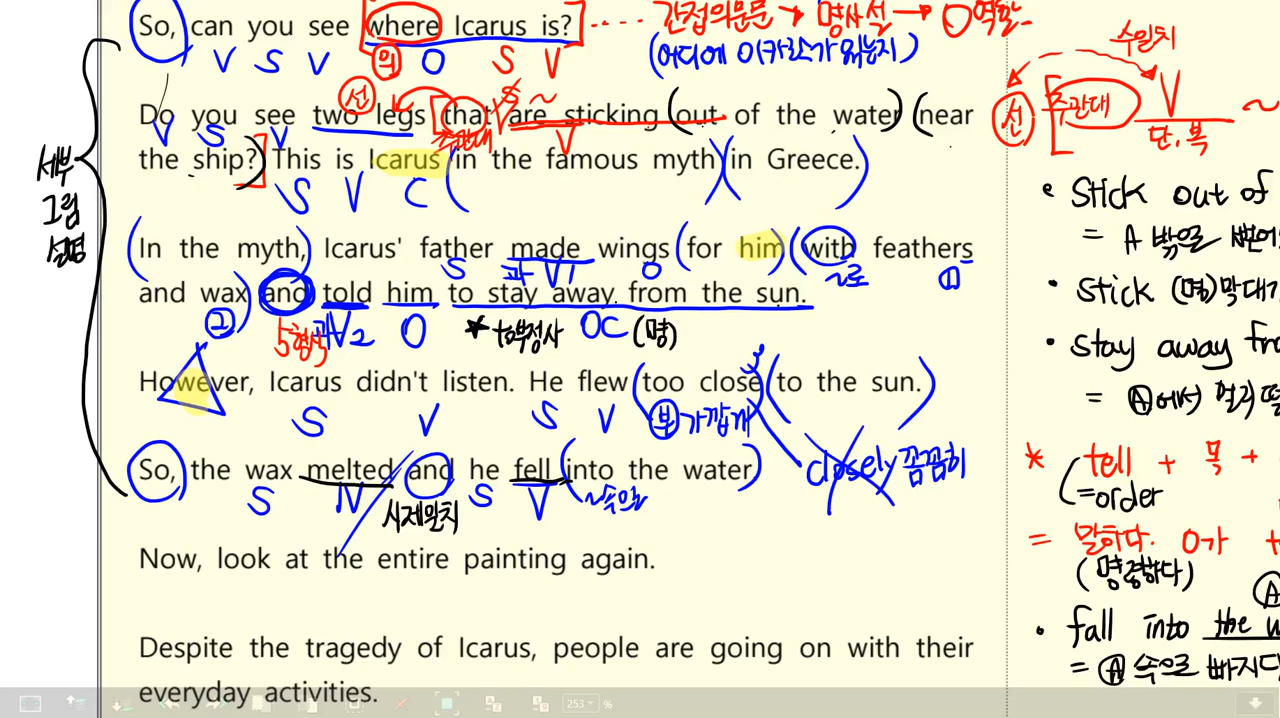 So, can you see where Icarus is? ..... 간접의문문 → 명사절 → O역할
(어디에 이카루스가 있는지)
V S V 의 O S V
수일치
선 S ~
Do you see two legs that are sticking (out of the water) (near
V S V 주관대 V
선 [주관대 V ~
단, 복
the ship?) This is Icarus (in the famous myth) (in Greece.)
S V C
세부
그림
설명
• Stick out of
= A 밖으로
(In the myth,) Icarus' father made wings (for him) (with feathers
S 과 V1 O ~로 ①
• Stick (명) 막대기
and wax) and told him to stay away from the sun.
② 5형식 과V2 O * to부정사 OC (명)
• Stay away
= Ⓐ에서 멀리
However, Icarus didn't listen. He flew (too close) (to the sun.)
S V S V 부 가깝게
So, the wax melted and he fell (into the water)
closely 꼼꼼히
S V 시제일치 S V ~속으로
* tell + 목 +
(=order
= 말하다. O가
(명령하다) Ⓐ
Now, look at the entire painting again.
• fall into the
= Ⓐ 속으로 빠지다
Despite the tragedy of Icarus, people are going on with their
everyday activities.
253 %